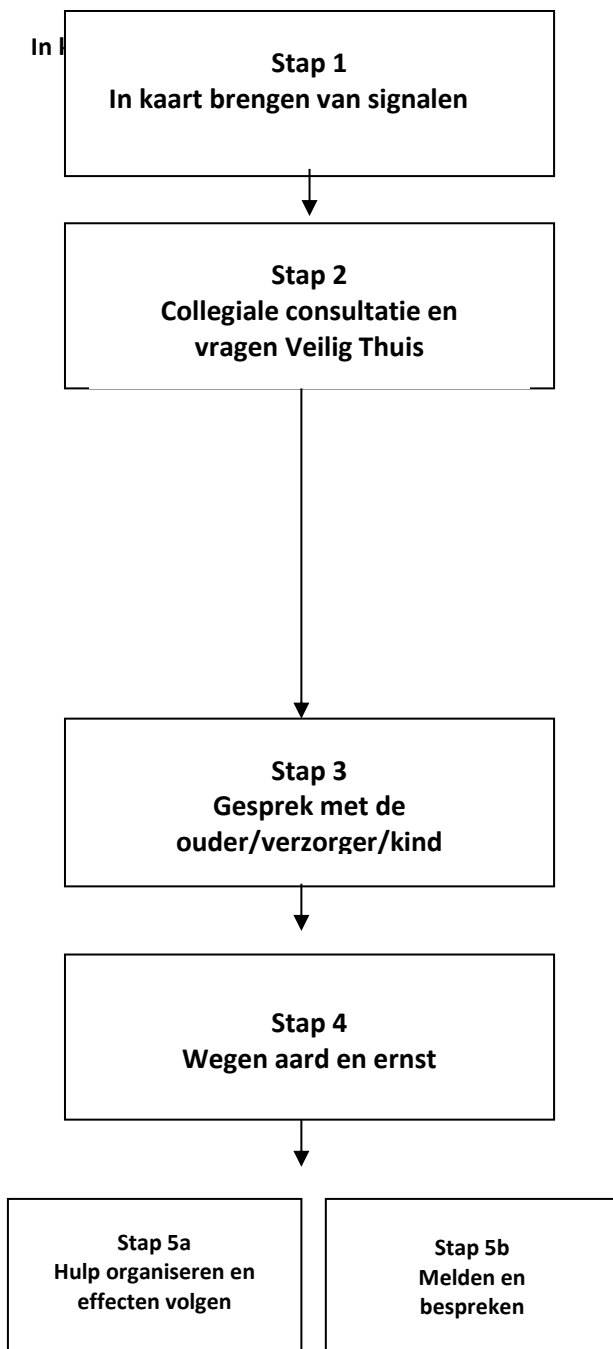 In
Stap 1
In kaart brengen van signalen
Stap 2
Collegiale consultatie en
vragen Veilig Thuis
Stap 3
Gesprek met de
ouder/verzorger/kind
Stap 4
Wegen aard en ernst
Stap 5a
Hulp organiseren en
effecten volgen
Stap 5b
Melden en
bespreken